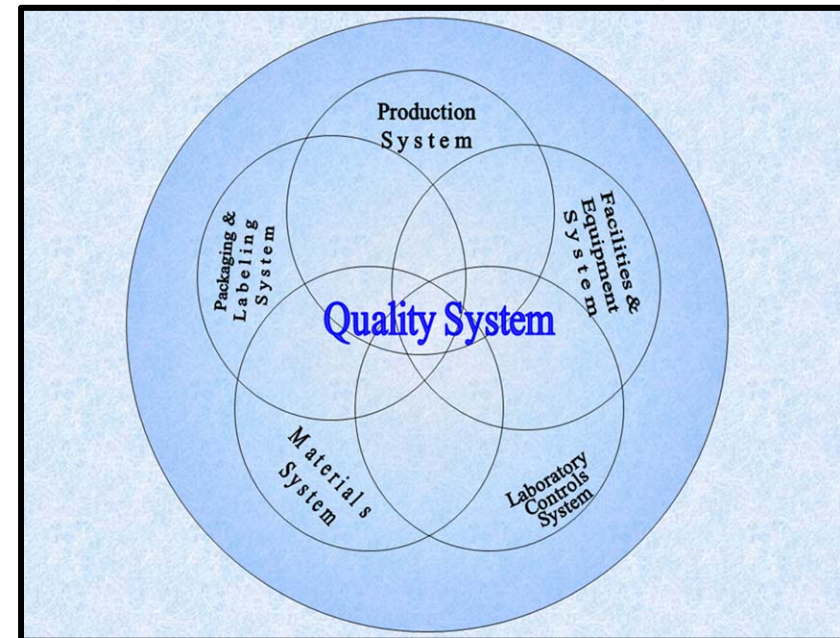 Production
System
Packaging &
Labeling
System
Facilities &
Equipment
System
Quality System
Materials
System
Laboratory
Controls
System